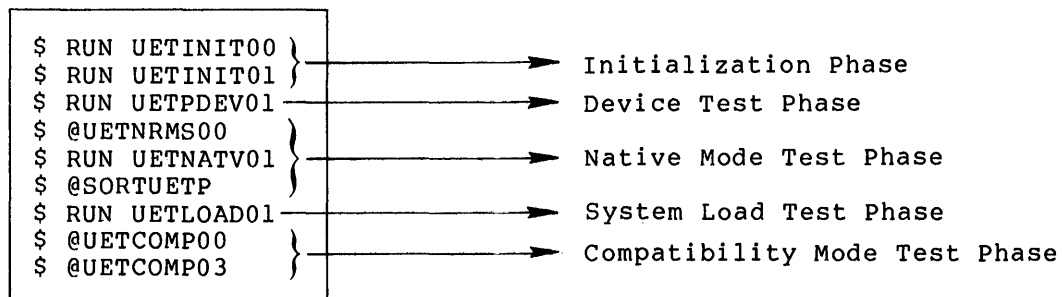 $ RUN UETINIT00
$ RUN UETINIT01
Initialization Phase
$ RUN UETPDEV01
Device Test Phase
$ @UETNRMS00
$ RUN UETNATV01
Native Mode Test Phase
$ @SORTUETP
$ RUN UETLOAD01
System Load Test Phase
$ @UETCOMP00
$ @UETCOMP03
Compatibility Mode Test Phase